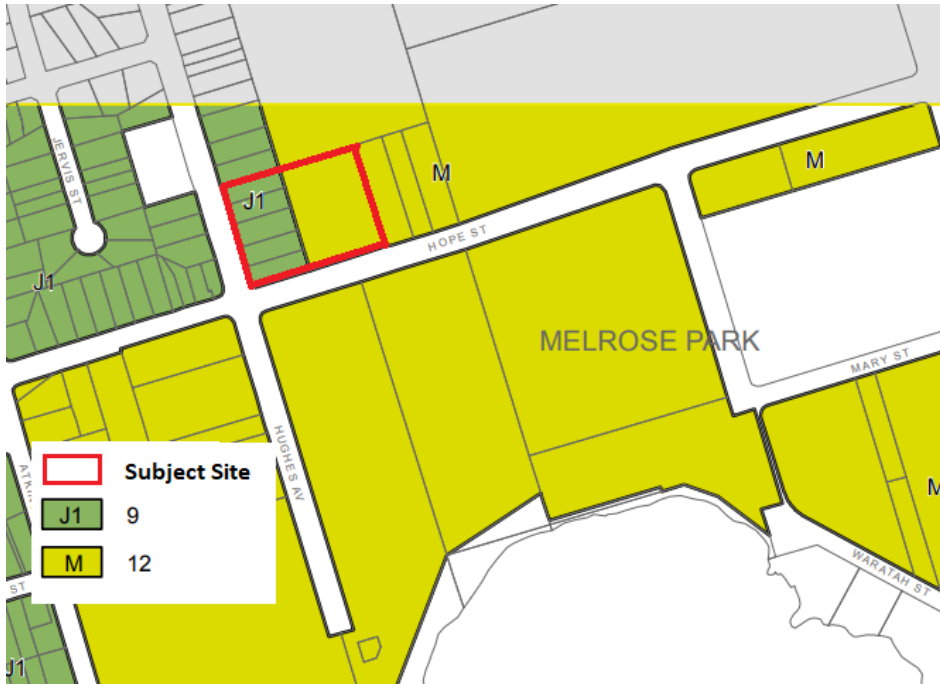 JERVIS ST
J1
M
M
HOPE ST
J1
MELROSE PARK
MARY ST
HUGHES AV
Subject Site
J1 9
M 12
ST
WARATAH ST
J1